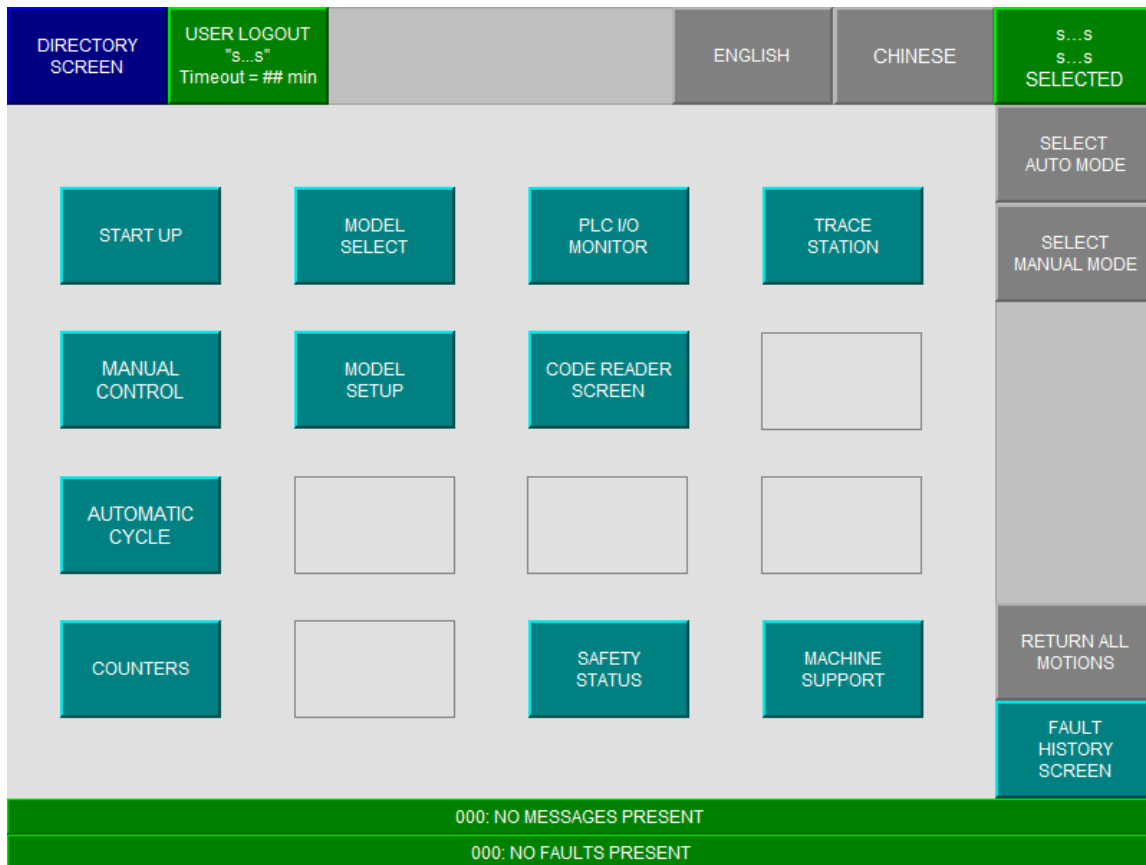 DIRECTORY
SCREEN
USER LOGOUT
"s...s"
Timeout = ## min
ENGLISH
CHINESE
s...s
s...s
SELECTED
SELECT
AUTO MODE
START UP
MODEL
SELECT
PLC I/O
MONITOR
TRACE
STATION
SELECT
MANUAL MODE
MANUAL
CONTROL
MODEL
SETUP
CODE READER
SCREEN
AUTOMATIC
CYCLE
COUNTERS
SAFETY
STATUS
MACHINE
SUPPORT
RETURN ALL
MOTIONS
FAULT
HISTORY
SCREEN
000: NO MESSAGES PRESENT
000: NO FAULTS PRESENT